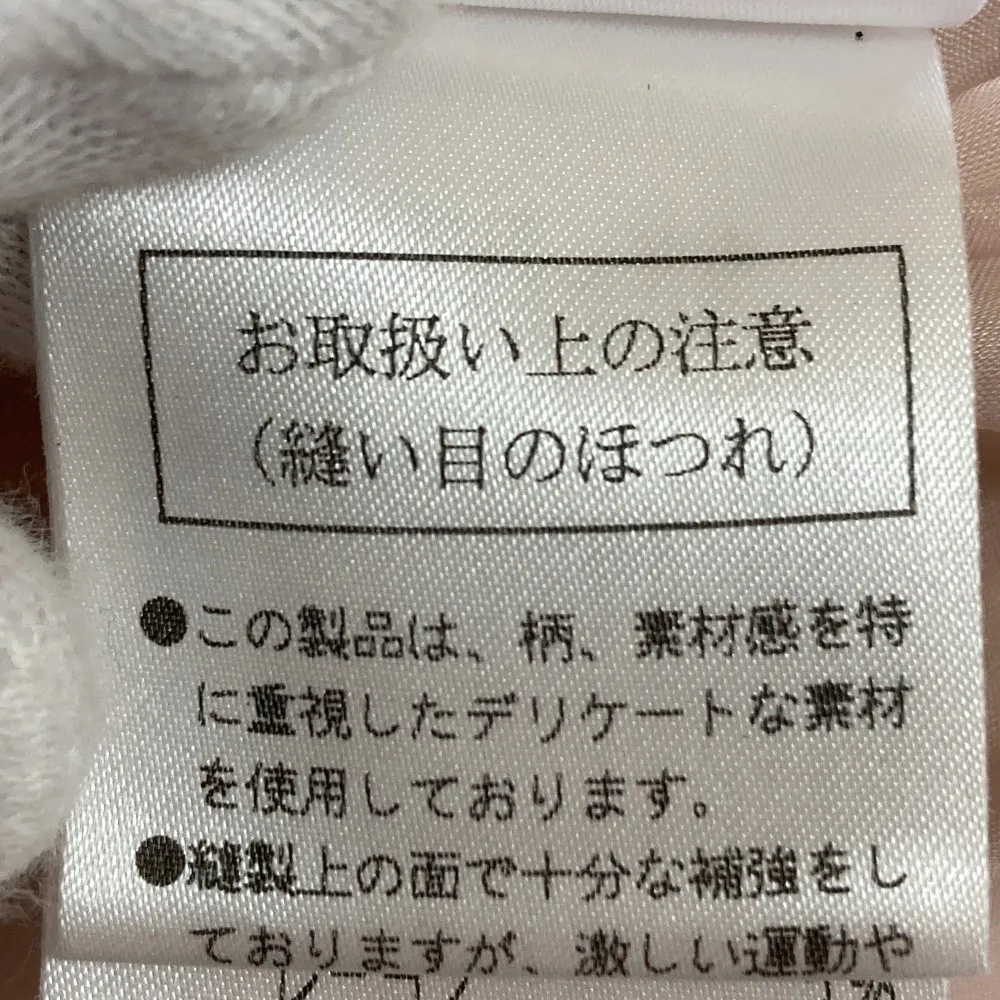 お取扱い上の注意
（縫い目のほつれ）
●この製品は、柄、素材感を特
に重視したデリケートな素材
を使用しております。
●縫製上の面で十分な補強をし
ておりますが、激しい運動や